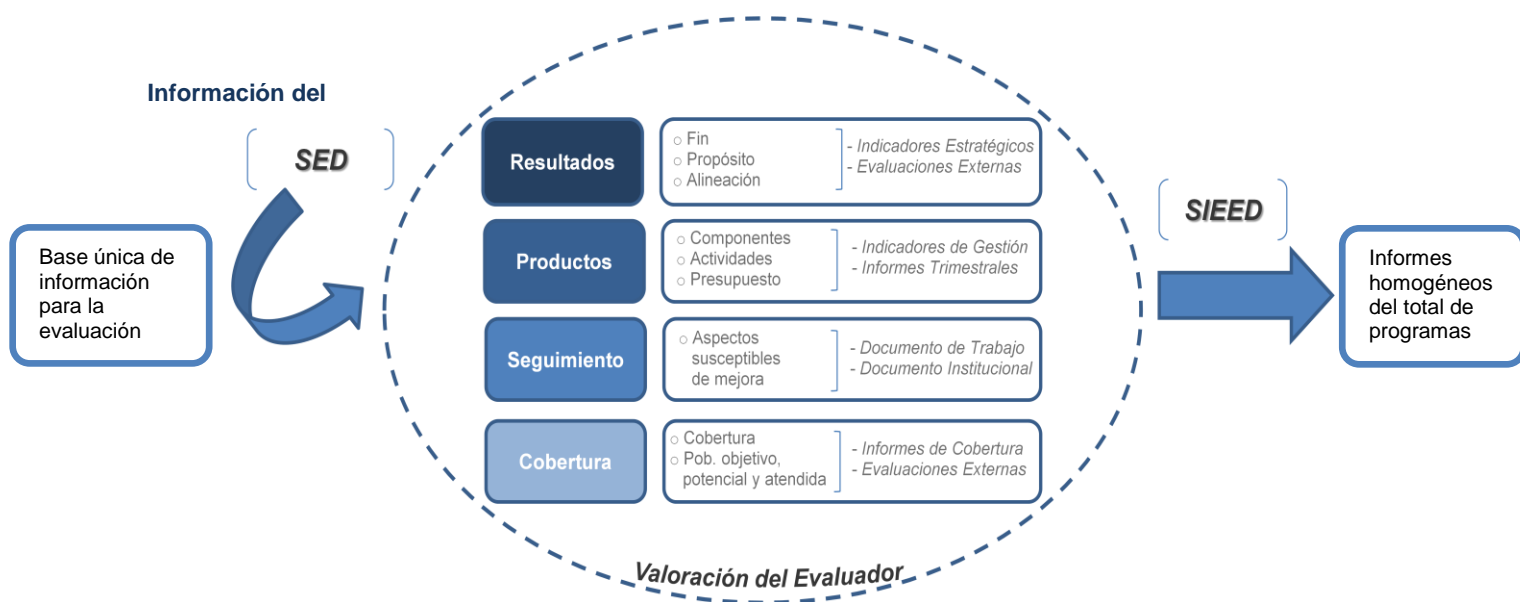 Información del
SED
Base única de
información
para la
evaluación
Resultados
○ Fin
○ Propósito
○ Alineación
- Indicadores Estratégicos
- Evaluaciones Externas
Productos
○ Componentes
○ Actividades
○ Presupuesto
- Indicadores de Gestión
- Informes Trimestrales
Seguimiento
○ Aspectos
susceptibles
de mejora
- Documento de Trabajo
- Documento Institucional
Cobertura
○ Cobertura
○ Pob. objetivo,
potencial y atendida
- Informes de Cobertura
- Evaluaciones Externas
Valoración del Evaluador
SIEED
Informes
homogéneos
del total de
programas